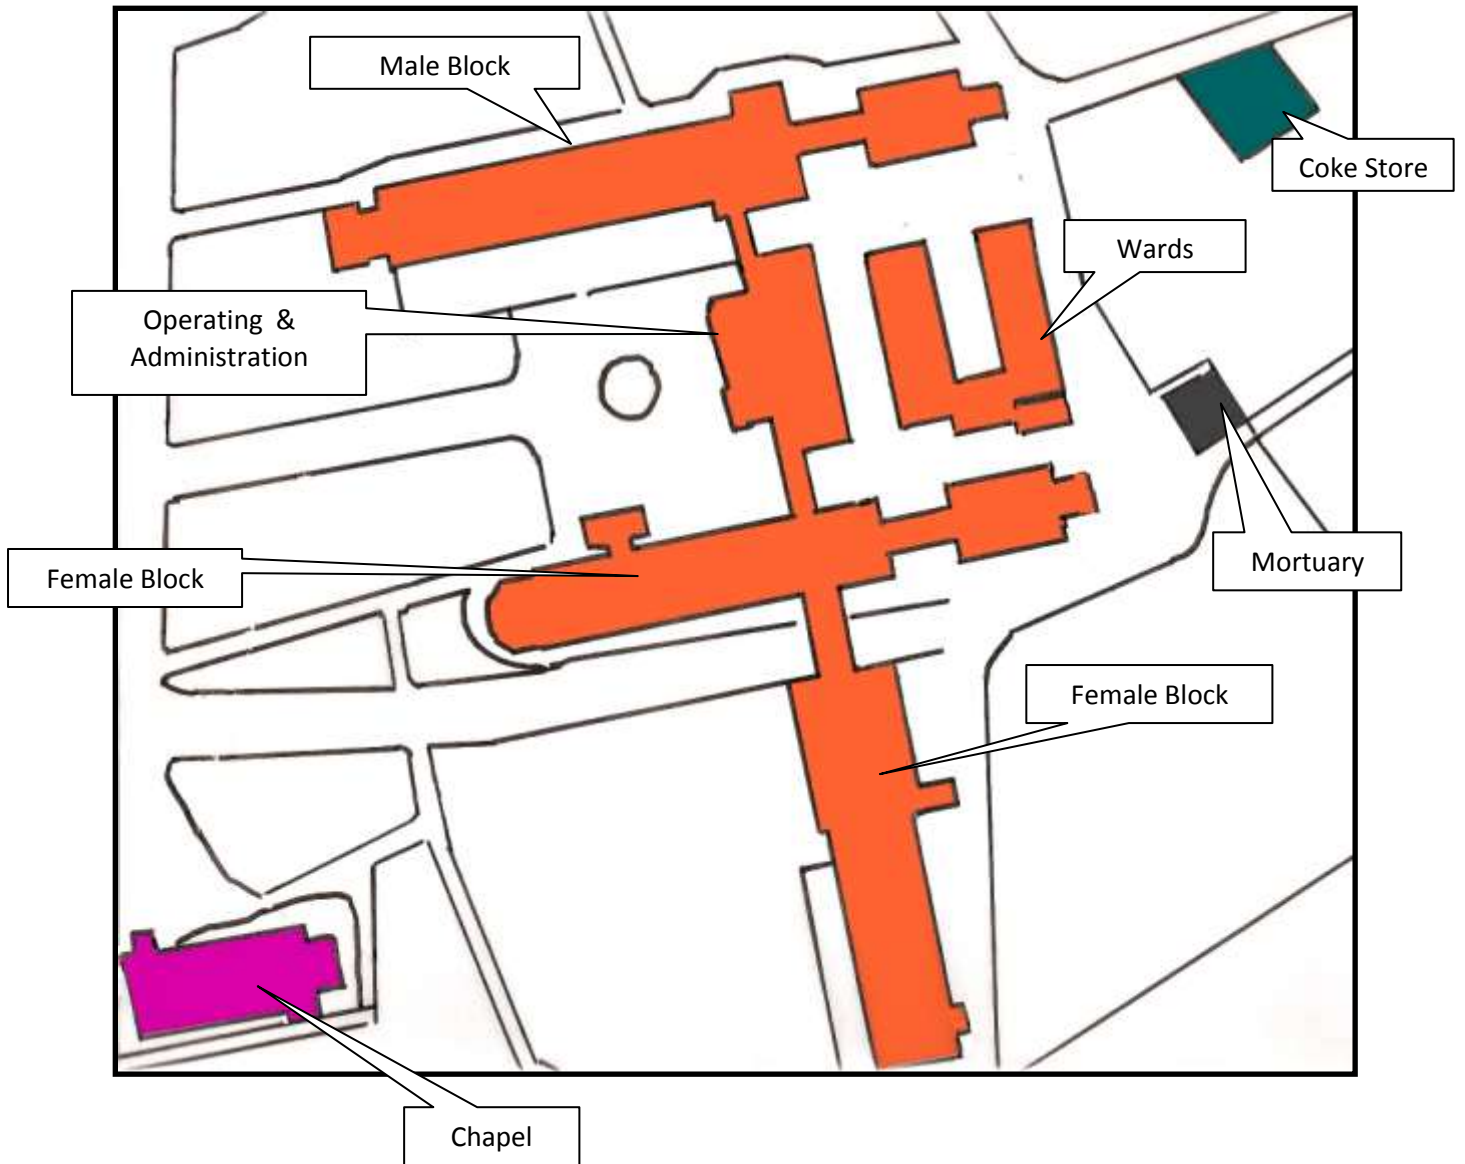 Male Block
Coke Store
Wards
Operating &
Administration
Mortuary
Female Block
Female Block
Chapel